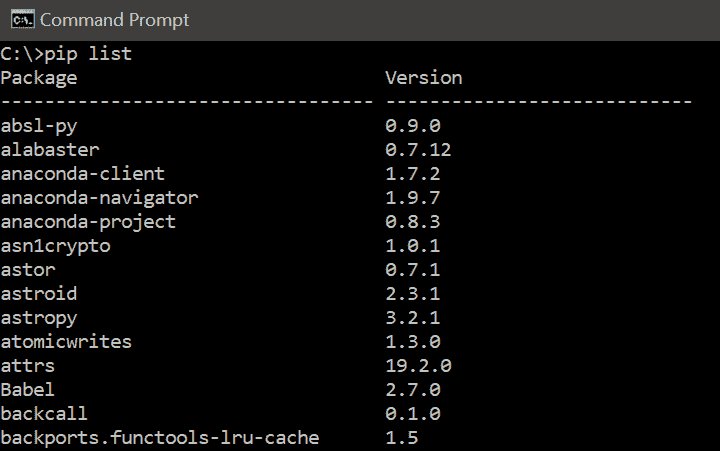 Command Prompt
C:\>pip list
Package                            Version
---------------------------------- ----------------------------
absl-py                            0.9.0
alabaster                          0.7.12
anaconda-client                    1.7.2
anaconda-navigator                 1.9.7
anaconda-project                   0.8.3
asn1crypto                         1.0.1
astor                              0.7.1
astroid                            2.3.1
astropy                            3.2.1
atomicwrites                       1.3.0
attrs                              19.2.0
Babel                              2.7.0
backcall                           0.1.0
backports.functools-lru-cache      1.5